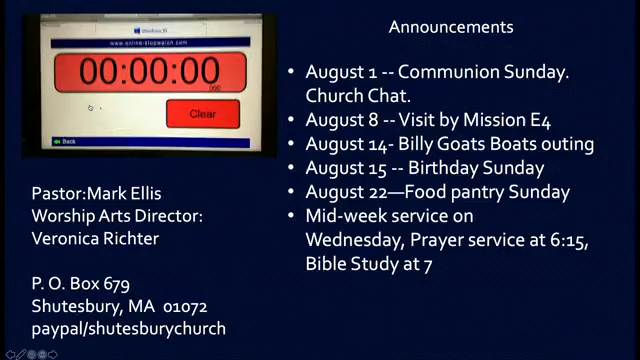 www.online-stopwatch.com
00:00:00
000
Clear
Back
Pastor:Mark Ellis
Worship Arts Director:
Veronica Richter
P. O. Box 679
Shutesbury, MA 01072
paypal/shutesburychurch
Announcements
• August 1 -- Communion Sunday.
Church Chat.
• August 8 -- Visit by Mission E4
• August 14- Billy Goats Boats outing
• August 15 -- Birthday Sunday
• August 22—Food pantry Sunday
• Mid-week service on
Wednesday, Prayer service at 6:15,
Bible Study at 7